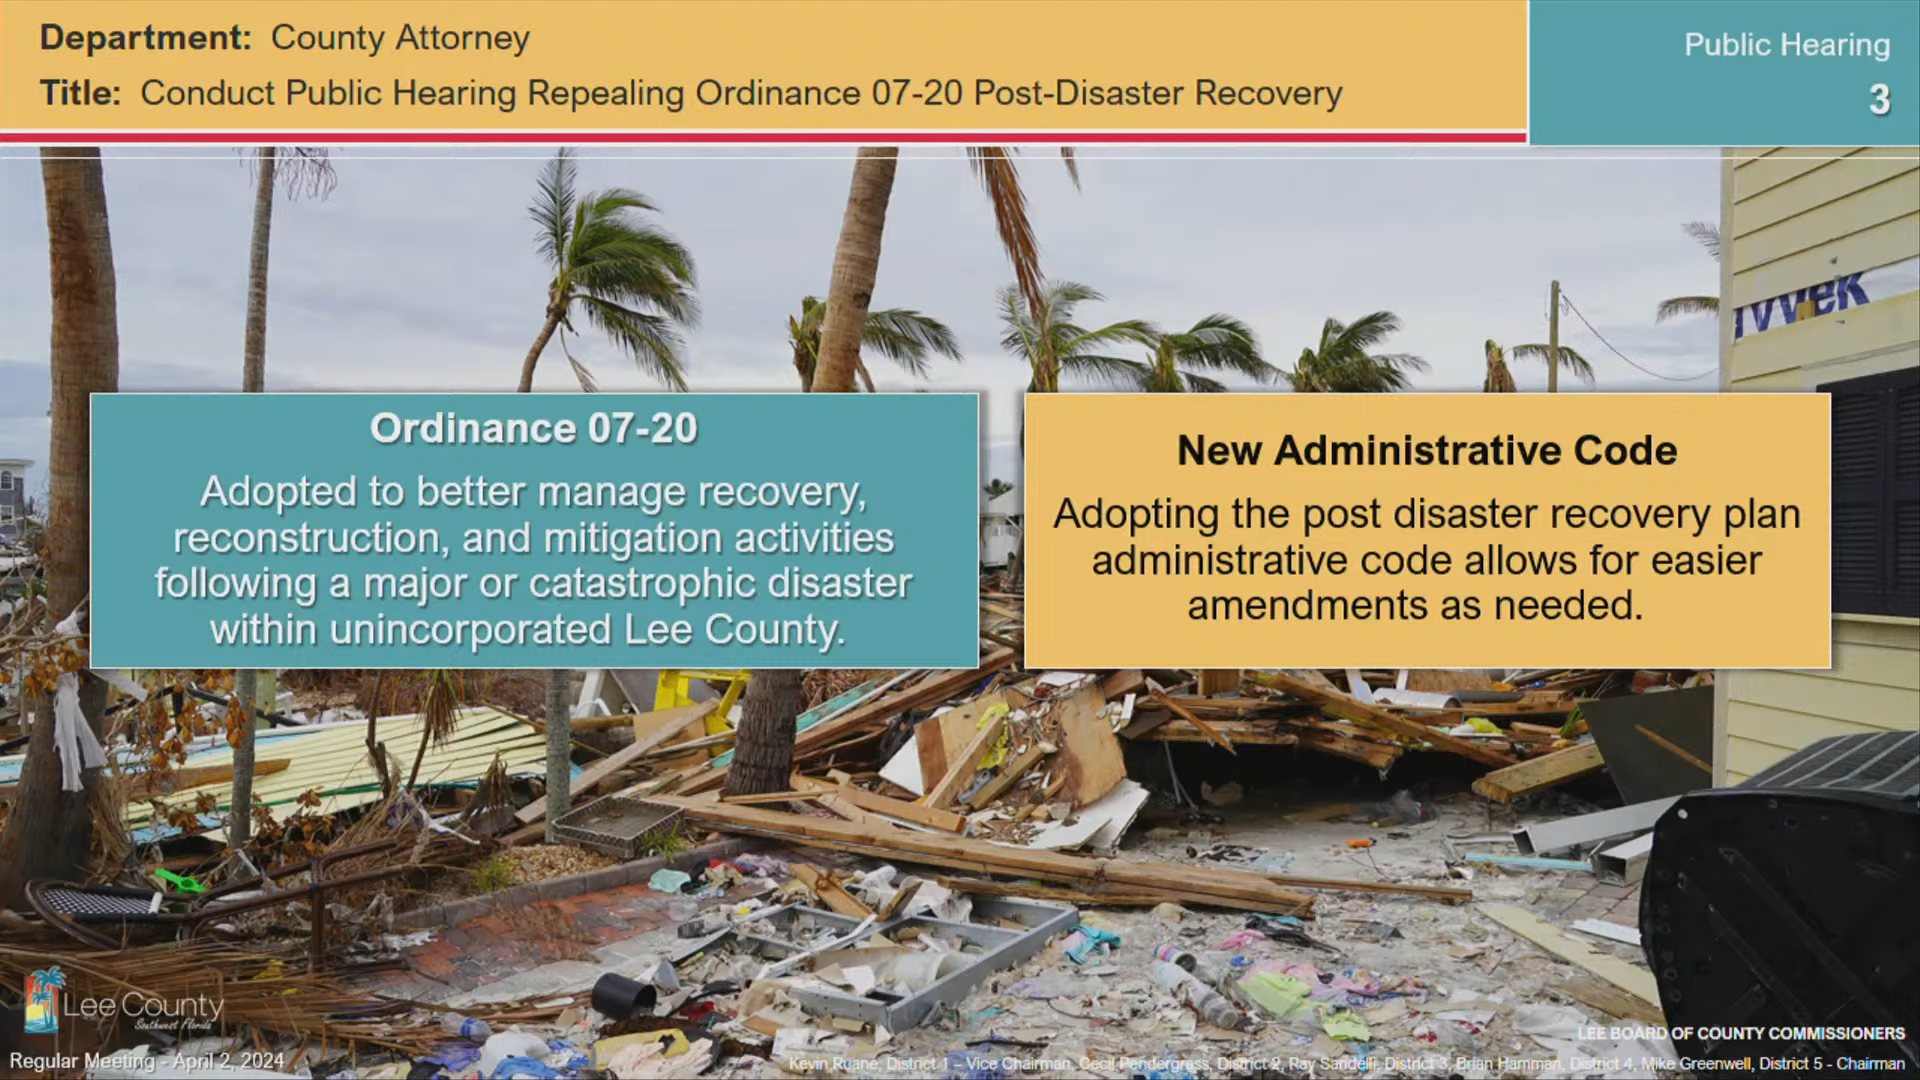 Department: County Attorney
Title: Conduct Public Hearing Repealing Ordinance 07-20 Post-Disaster Recovery
Public Hearing
3
Ordinance 07-20
Adopted to better manage recovery,
reconstruction, and mitigation activities
following a major or catastrophic disaster
within unincorporated Lee County.
New Administrative Code
Adopting the post disaster recovery plan
administrative code allows for easier
amendments as needed.
Lee County
Southwest Florida
Regular Meeting - April 2, 2024
LEE BOARD OF COUNTY COMMISSIONERS
Kevin Ruane, District 1 – Vice Chairman, Cecil Pendergrass, District 2, Ray Sandelli, District 3, Brian Hamman, District 4, Mike Greenwell, District 5 - Chairman